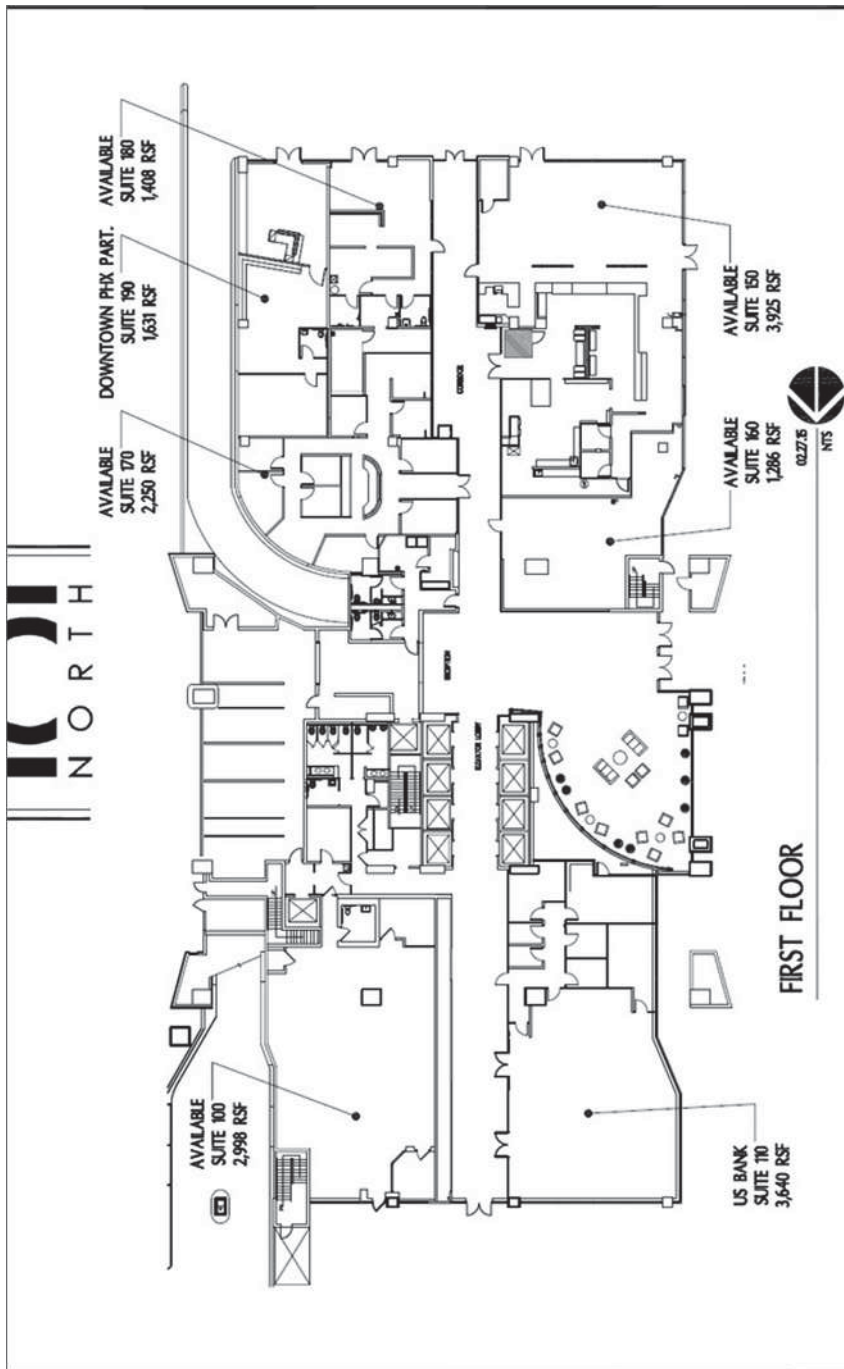 NORTH
AVAILABLE
SUITE 100
2,998 RSF
AVAILABLE
SUITE 170
2,250 RSF
DOWNTOWN PHX PART.
SUITE 190
1,631 RSF
AVAILABLE
SUITE 180
1,408 RSF
ELEVATOR LOBBY
RECEPTION
CORRIDOR
US BANK
SUITE 110
3,640 RSF
AVAILABLE
SUITE 160
1,286 RSF
AVAILABLE
SUITE 150
3,925 RSF
FIRST FLOOR
02.27.15
NTS